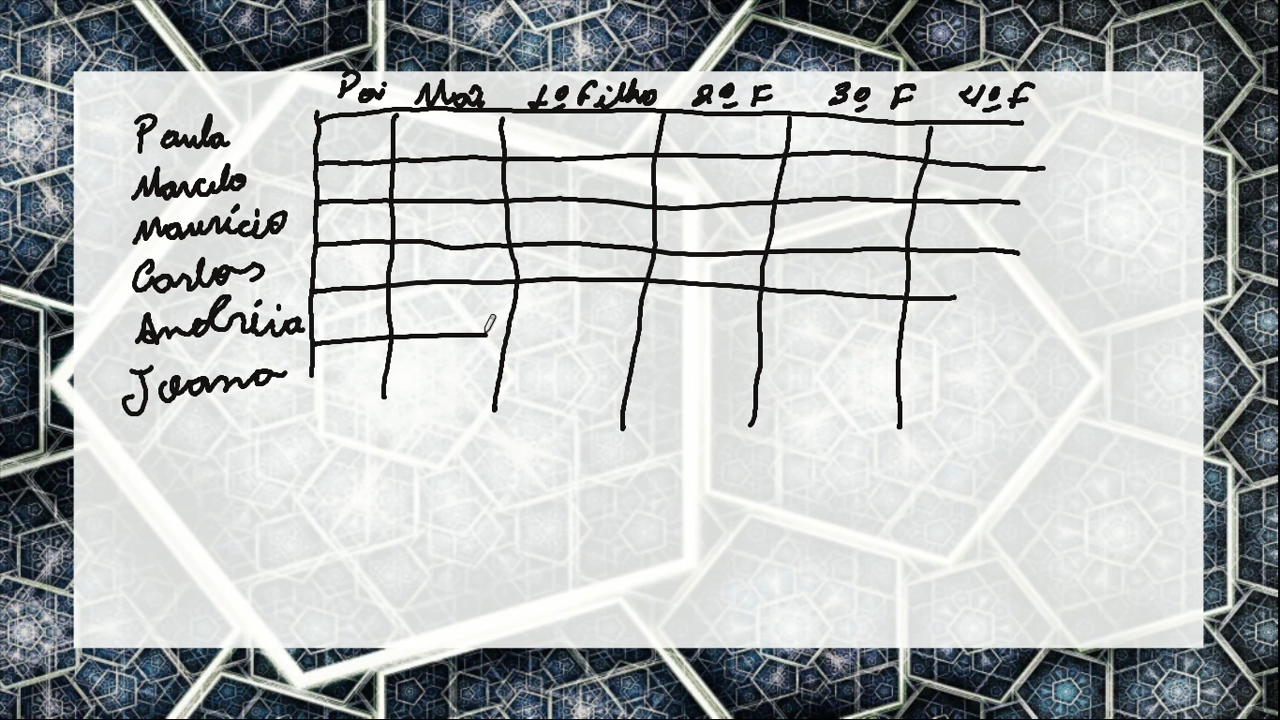 Pai Mãe 1º Filho 2º F 3º F 4º F
Paula
Marcelo
Maurício
Carlos
Andréia
Joana